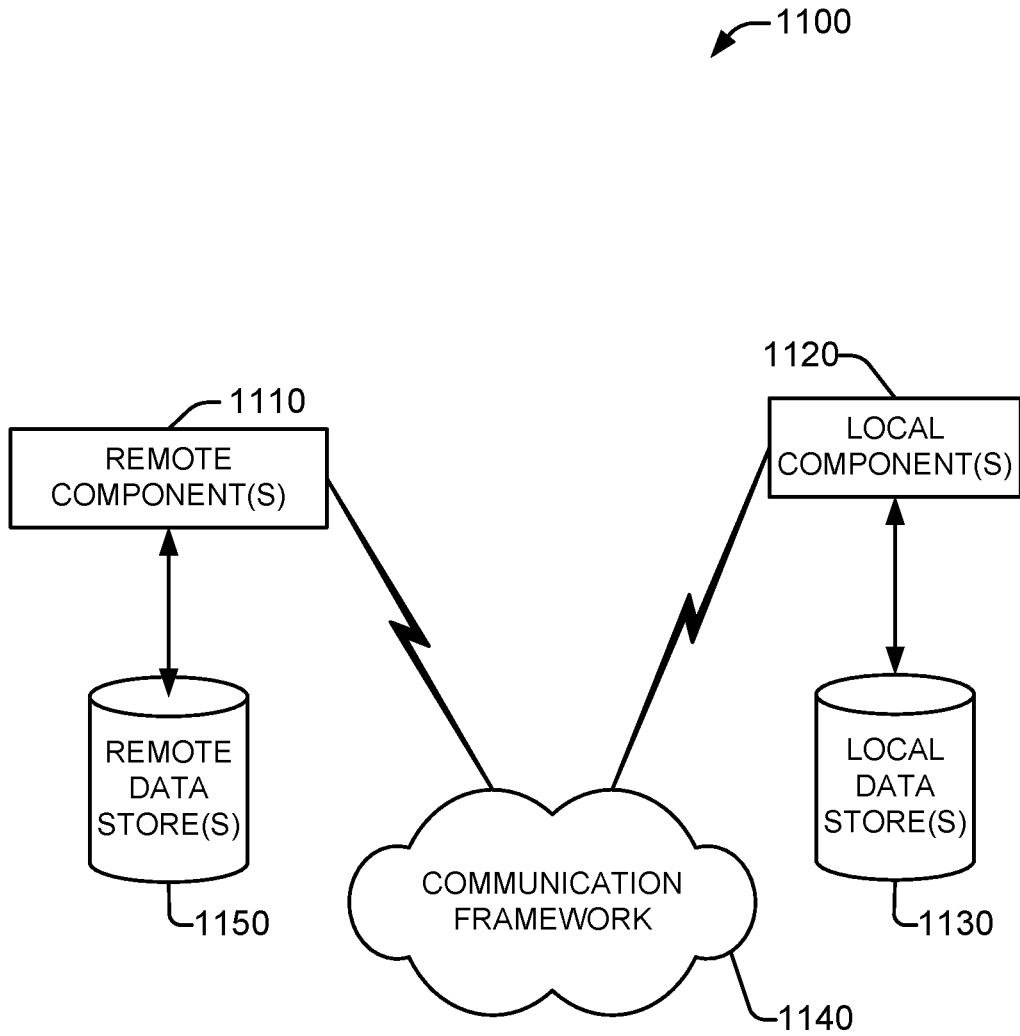 1100
1120
1110
LOCAL
COMPONENT(S)
REMOTE
COMPONENT(S)
REMOTE
DATA
STORE(S)
LOCAL
DATA
STORE(S)
COMMUNICATION
FRAMEWORK
1150
1130
1140